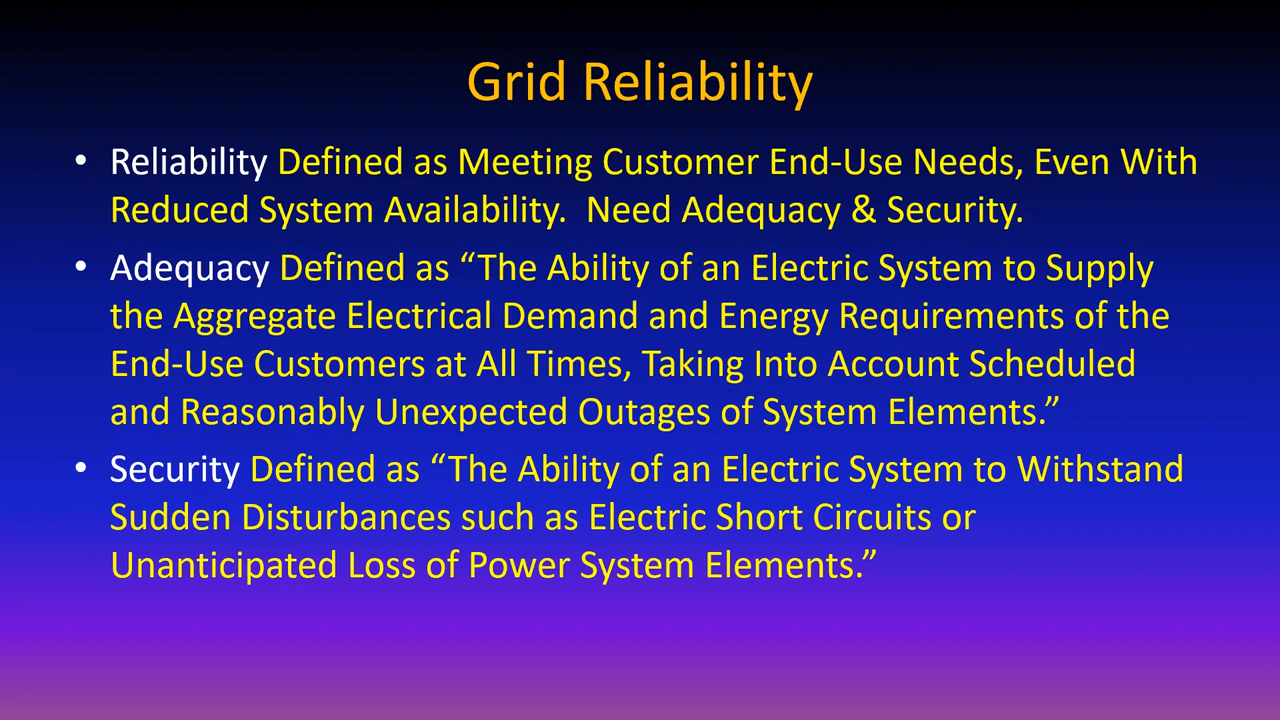 Grid Reliability
• Reliability Defined as Meeting Customer End-Use Needs, Even With
Reduced System Availability.  Need Adequacy & Security.
• Adequacy Defined as “The Ability of an Electric System to Supply
the Aggregate Electrical Demand and Energy Requirements of the
End-Use Customers at All Times, Taking Into Account Scheduled
and Reasonably Unexpected Outages of System Elements.”
• Security Defined as “The Ability of an Electric System to Withstand
Sudden Disturbances such as Electric Short Circuits or
Unanticipated Loss of Power System Elements.”